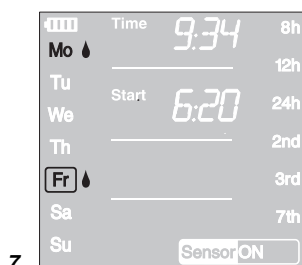 Time 9:34 8h
Mo
12h
Tu
Start 6:20 24h
We
Th 2nd
Fr 3rd
Sa 7th
Su Sensor ON
7.